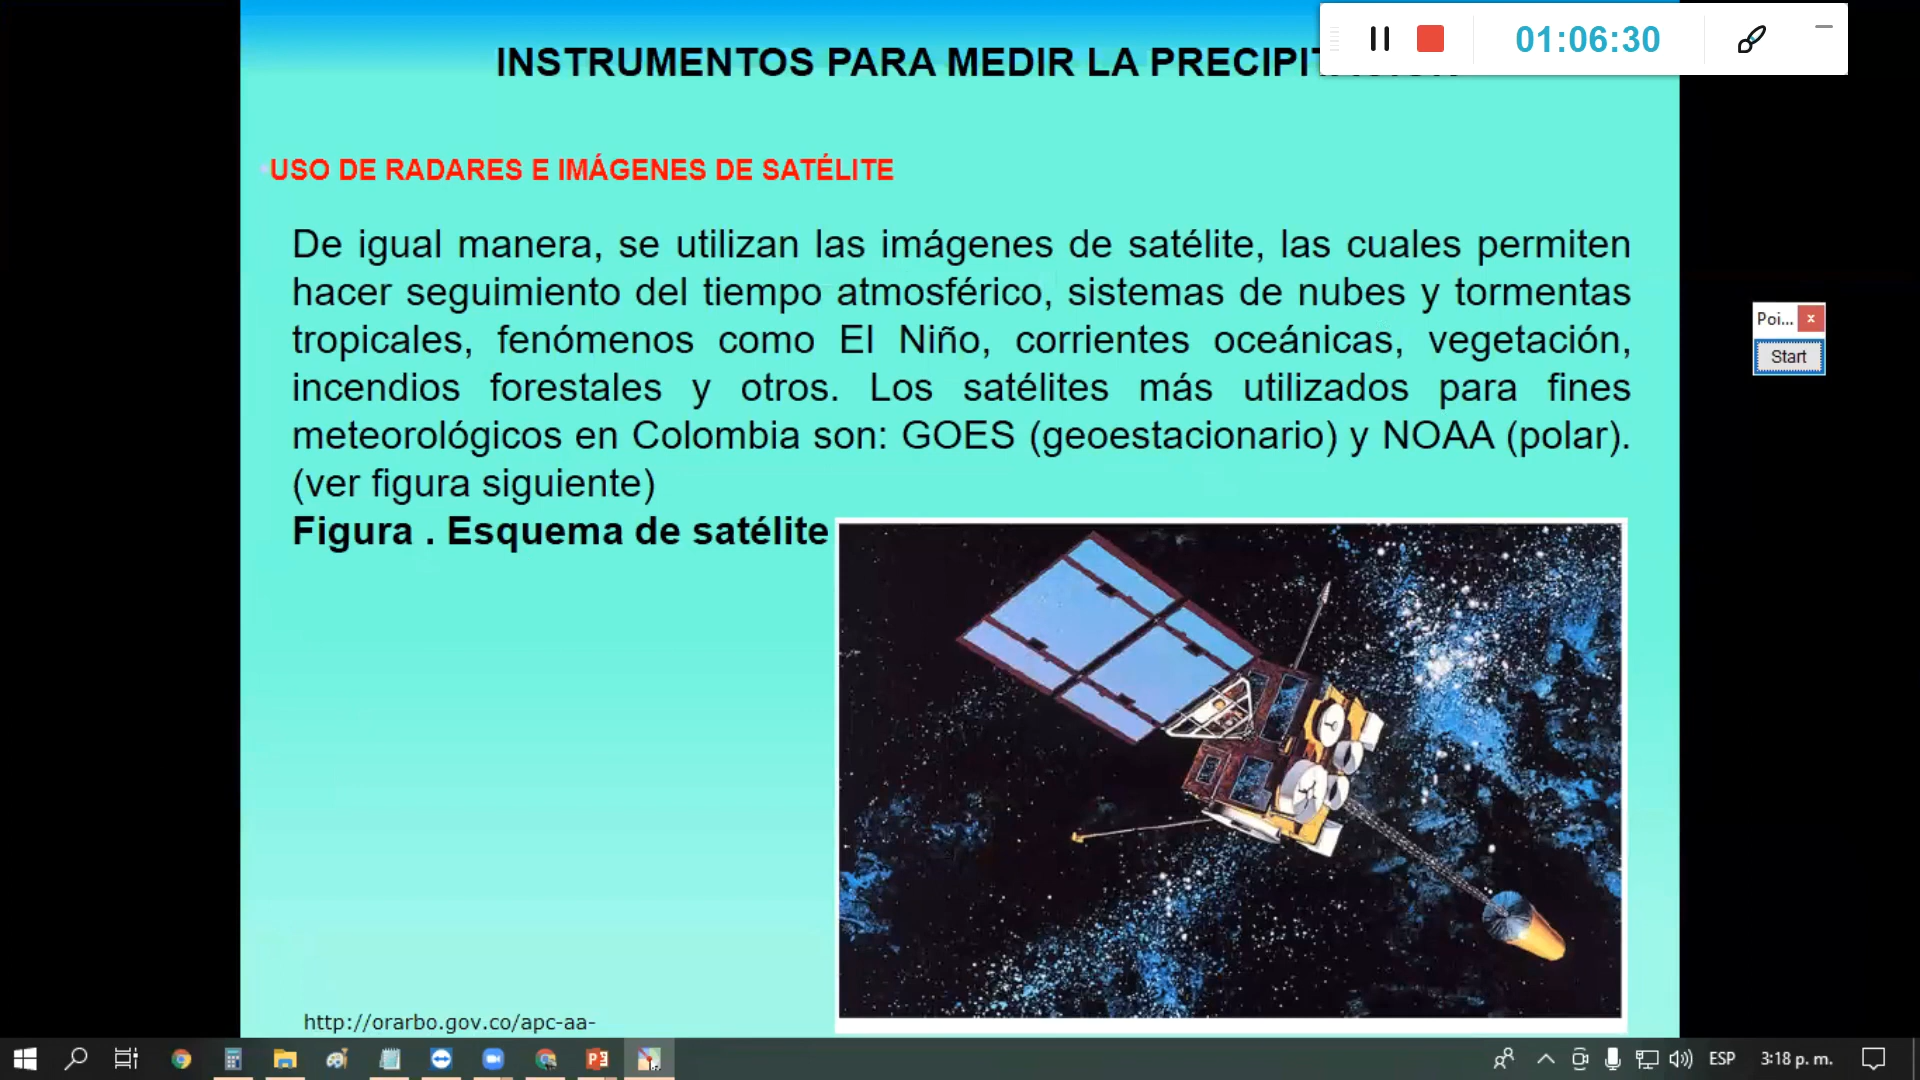 INSTRUMENTOS PARA MEDIR LA
01:06:30
USO DE RADARES E IMÁGENES DE SATÉLITE
De igual manera, se utilizan las imágenes de satélite, las cuales permiten
hacer seguimiento del tiempo atmosférico, sistemas de nubes y tormentas
tropicales, fenómenos como El Niño, corrientes oceánicas, vegetación,
incendios forestales y otros. Los satélites más utilizados para fines
meteorológicos en Colombia son: GOES (geoestacionario) y NOAA (polar).
(ver figura siguiente)
Figura . Esquema de satélite
Poi...
Start
http://orarbo.gov.co/apc-aa-
ESP
3:18 p. m.